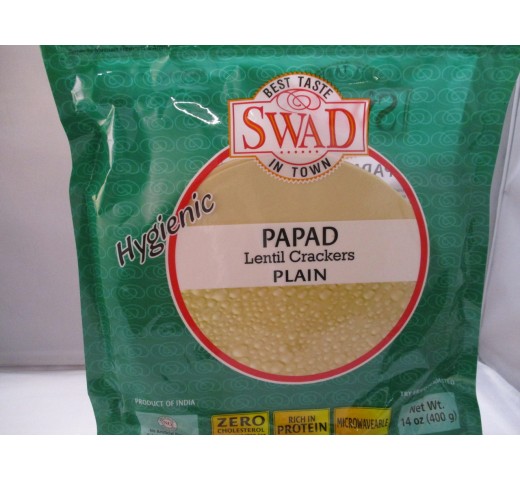 BEST TASTE
SWAD
IN TOWN
Hygienic
PAPAD
Lentil Crackers
PLAIN
PRODUCT OF INDIA
ZERO
CHOLESTEROL
RICH IN
PROTEIN
MICROWAVEABLE
Net Wt.
14 oz (400 g)